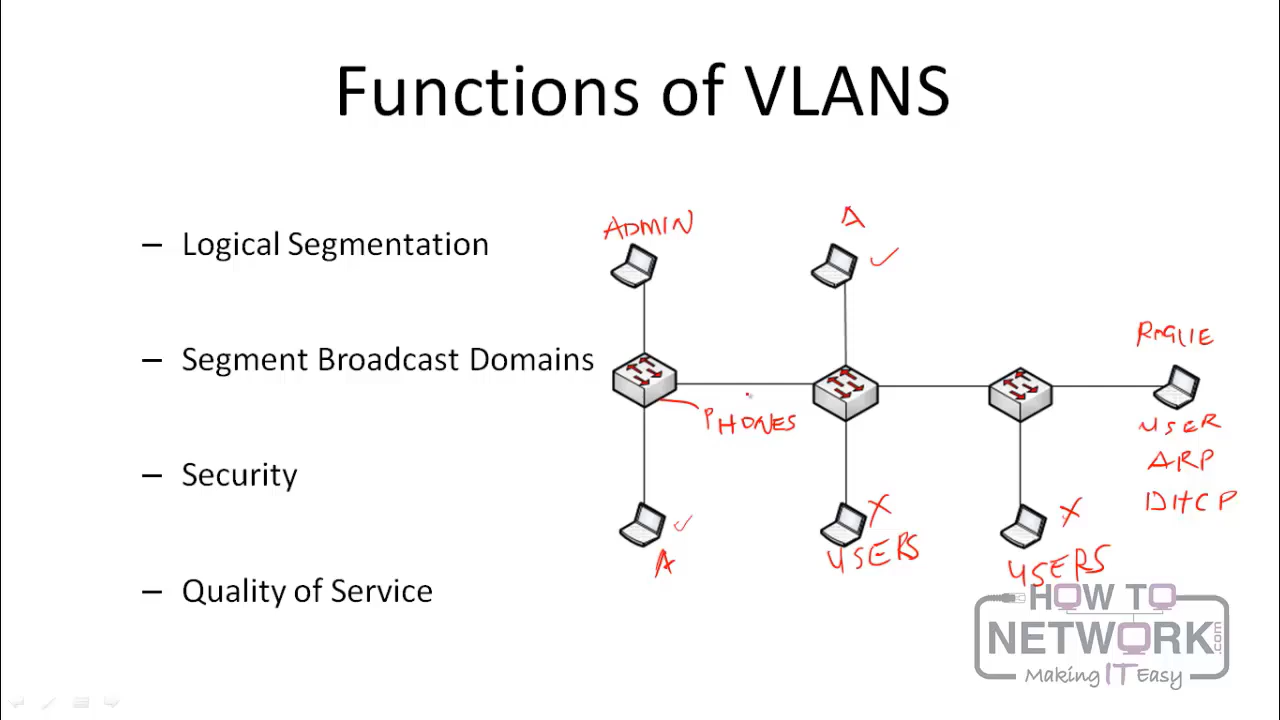 Functions of VLANS
– Logical Segmentation
– Segment Broadcast Domains
– Security
– Quality of Service
ADMIN
A
ROGUE
PHONES
USER
ARP
DHCP
A
USERS
USERS
HOW TO
NETWORK.com
Making IT Easy